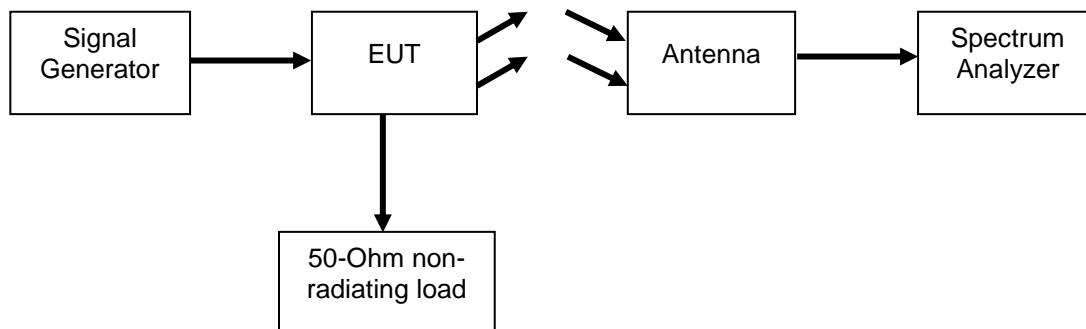 Signal
Generator
EUT
Antenna
Spectrum
Analyzer
50-Ohm non-
radiating load